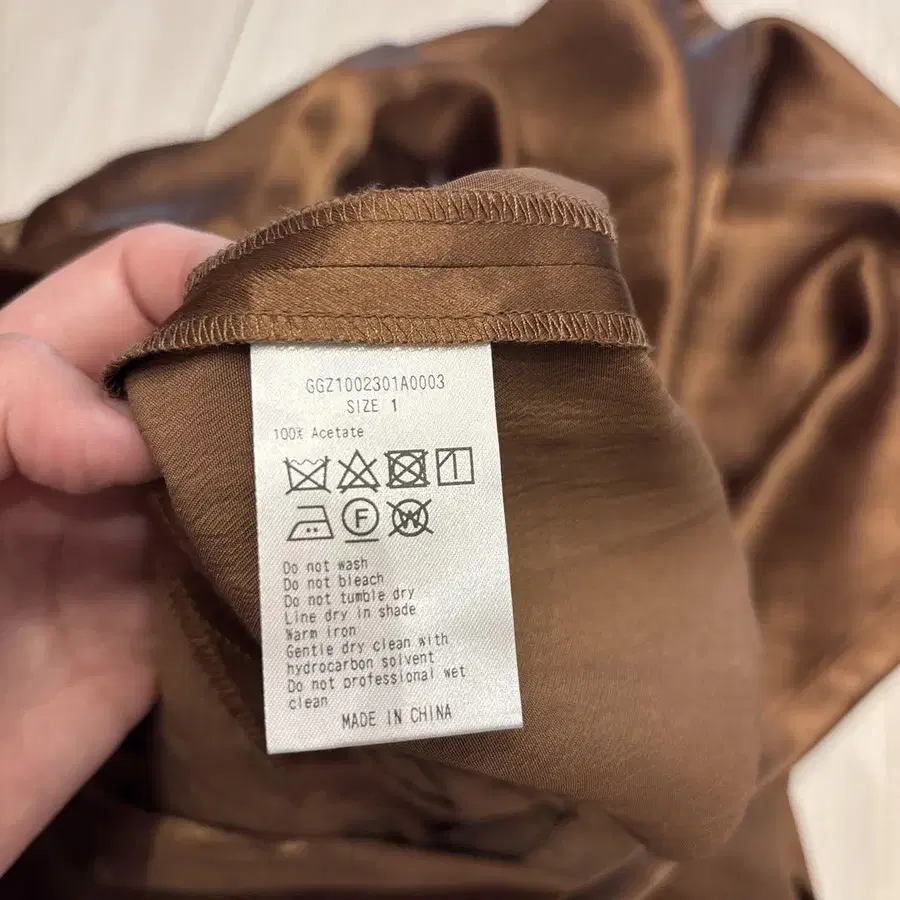 GGZ1002301A0003
SIZE 1
100% Acetate
F
W
Do not wash
Do not bleach
Do not tumble dry
Line dry in shade
Warm iron
Gentle dry clean with
hydrocarbon solvent
Do not professional wet
clean
MADE IN CHINA